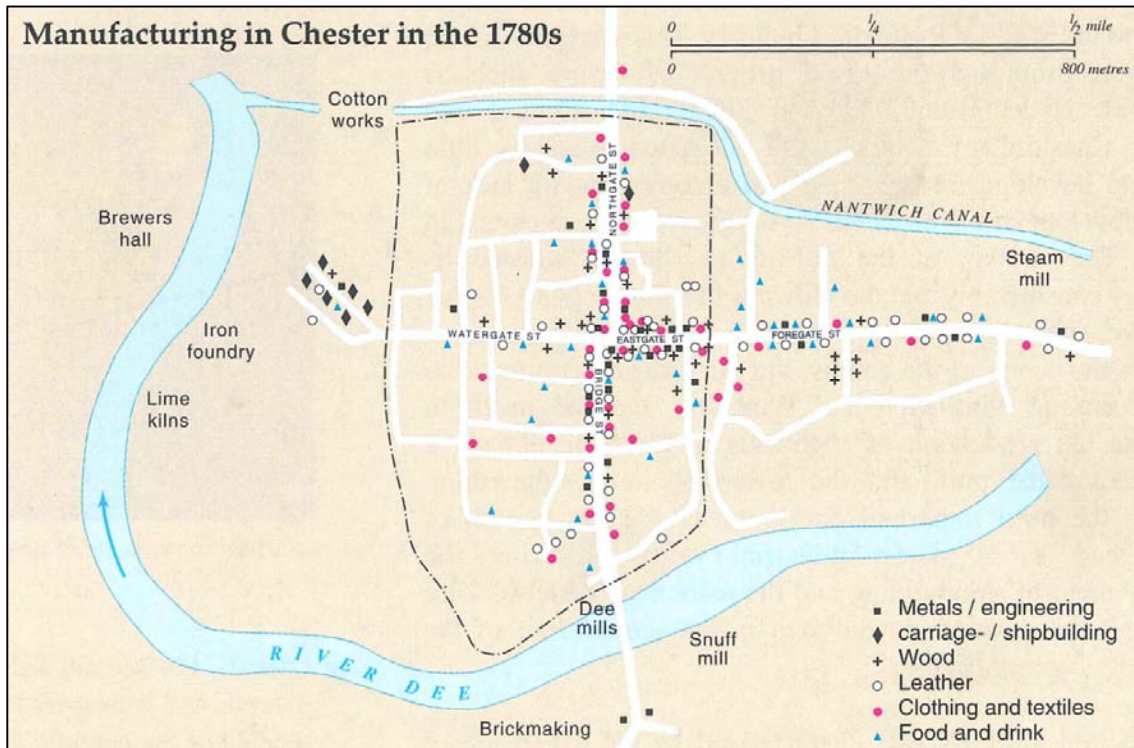 Manufacturing in Chester in the 1780s
0 1/4 1/2 mile
0 800 metres
Cotton
works
NORTHGATE ST
Brewers
hall
NANTWICH CANAL
Steam
mill
Iron
foundry
WATERGATE ST
EASTGATE ST
FOREGATE ST
BRIDGE ST
Lime
kilns
Dee
mills
Snuff
mill
RIVER DEE
Brickmaking
Metals / engineering
carriage- / shipbuilding
Wood
Leather
Clothing and textiles
Food and drink